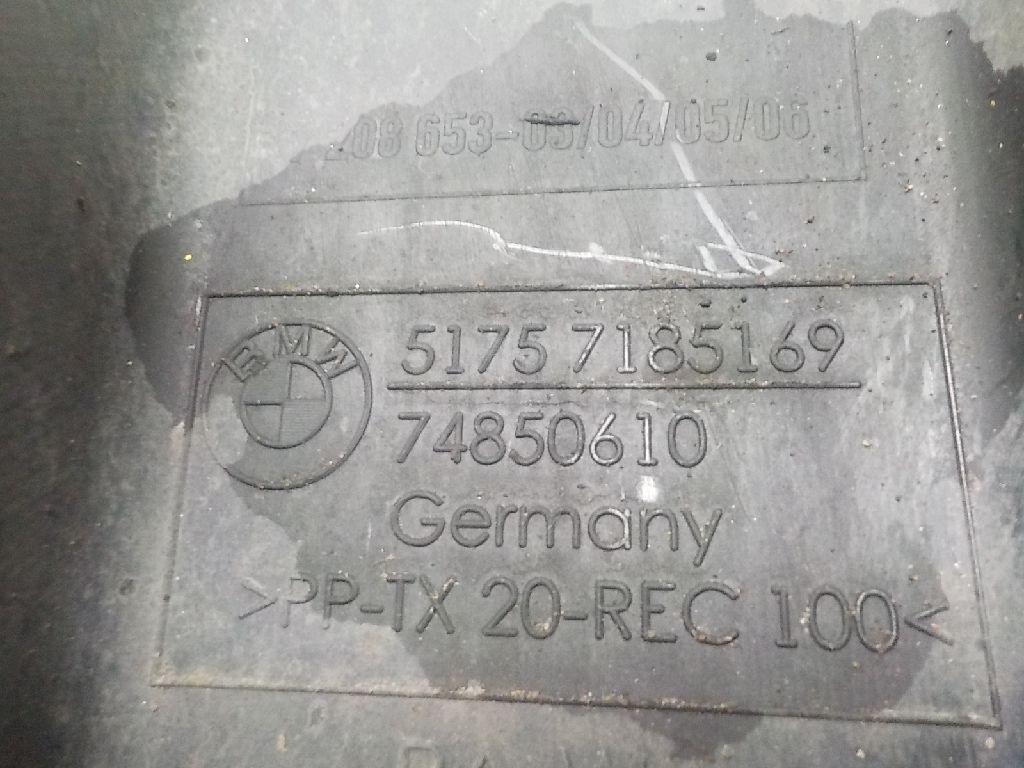 208 653-03/04/05/06
BMW
5175 7185169
74850610
Germany
>PP-TX 20-REC 100<